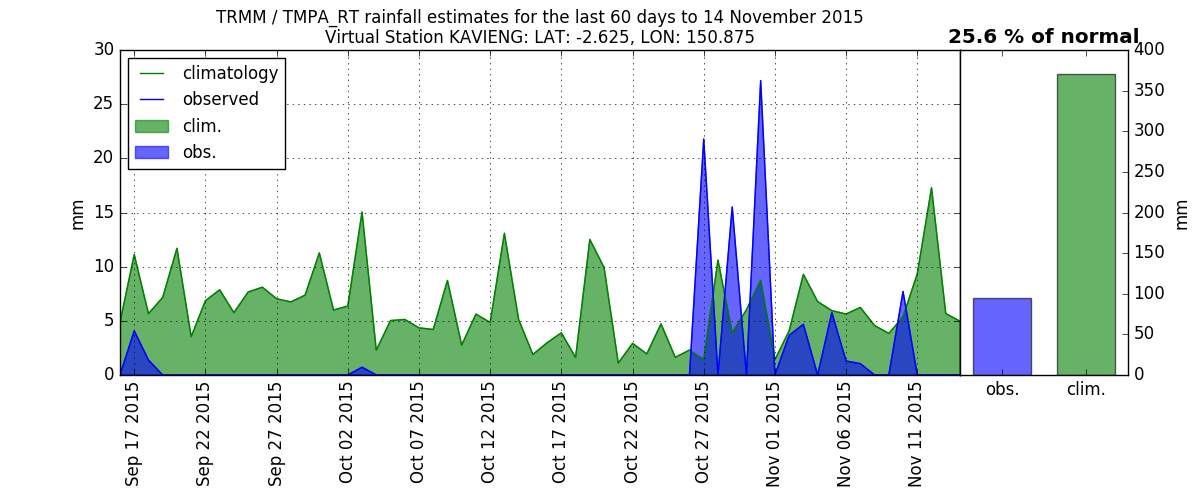 TRMM / TMPA_RT rainfall estimates for the last 60 days to 14 November 2015
Virtual Station KAVIENG: LAT: -2.625, LON: 150.875
25.6 % of normal
30
25
20
15
10
5
0
mm
climatology
observed
clim.
obs.
Sep 17 2015
Sep 22 2015
Sep 27 2015
Oct 02 2015
Oct 07 2015
Oct 12 2015
Oct 17 2015
Oct 22 2015
Oct 27 2015
Nov 01 2015
Nov 06 2015
Nov 11 2015
obs.
clim.
400
350
300
250
200
150
100
50
0
mm